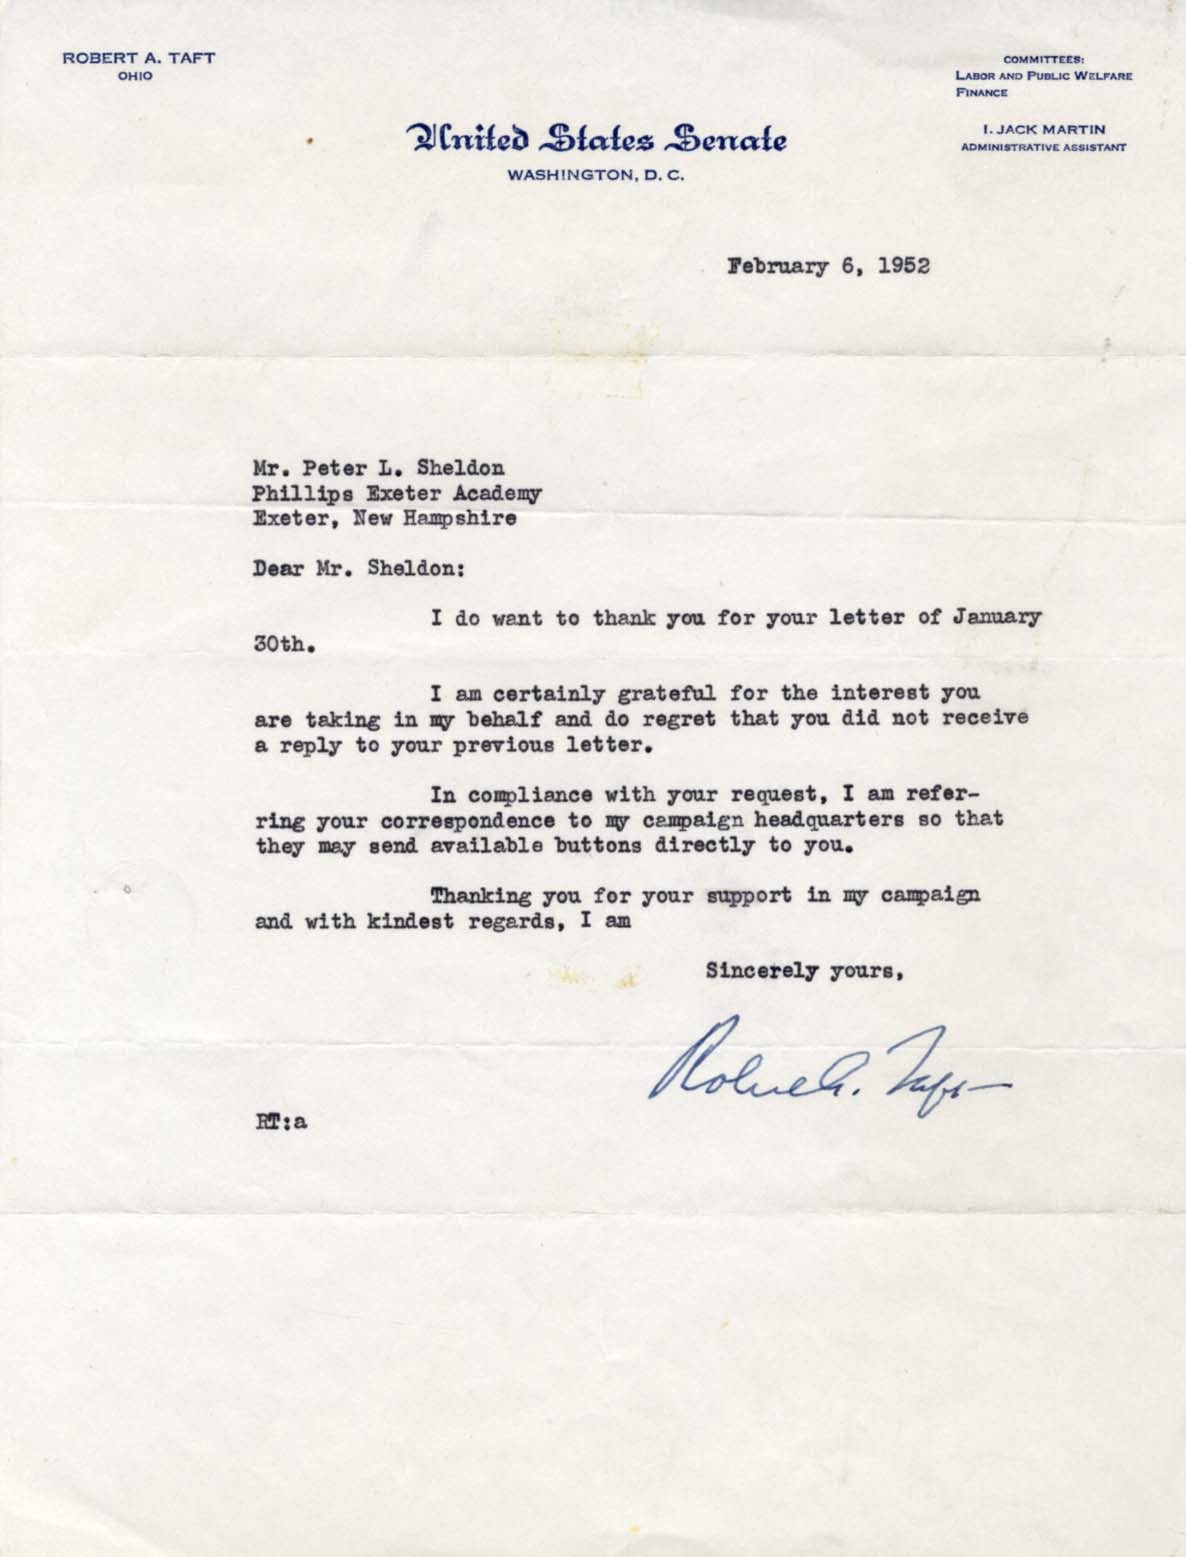 ROBERT A. TAFT
OHIO
COMMITTEES:
LABOR AND PUBLIC WELFARE
FINANCE
I. JACK MARTIN
ADMINISTRATIVE ASSISTANT
United States Senate
WASHINGTON, D. C.
February 6, 1952
Mr. Peter L. Sheldon
Phillips Exeter Academy
Exeter, New Hampshire
Dear Mr. Sheldon:
I do want to thank you for your letter of January
30th.
I am certainly grateful for the interest you
are taking in my behalf and do regret that you did not receive
a reply to your previous letter.
In compliance with your request, I am refer-
ring your correspondence to my campaign headquarters so that
they may send available buttons directly to you.
Thanking you for your support in my campaign
and with kindest regards, I am
Sincerely yours,
Robert A. Taft
RT:a